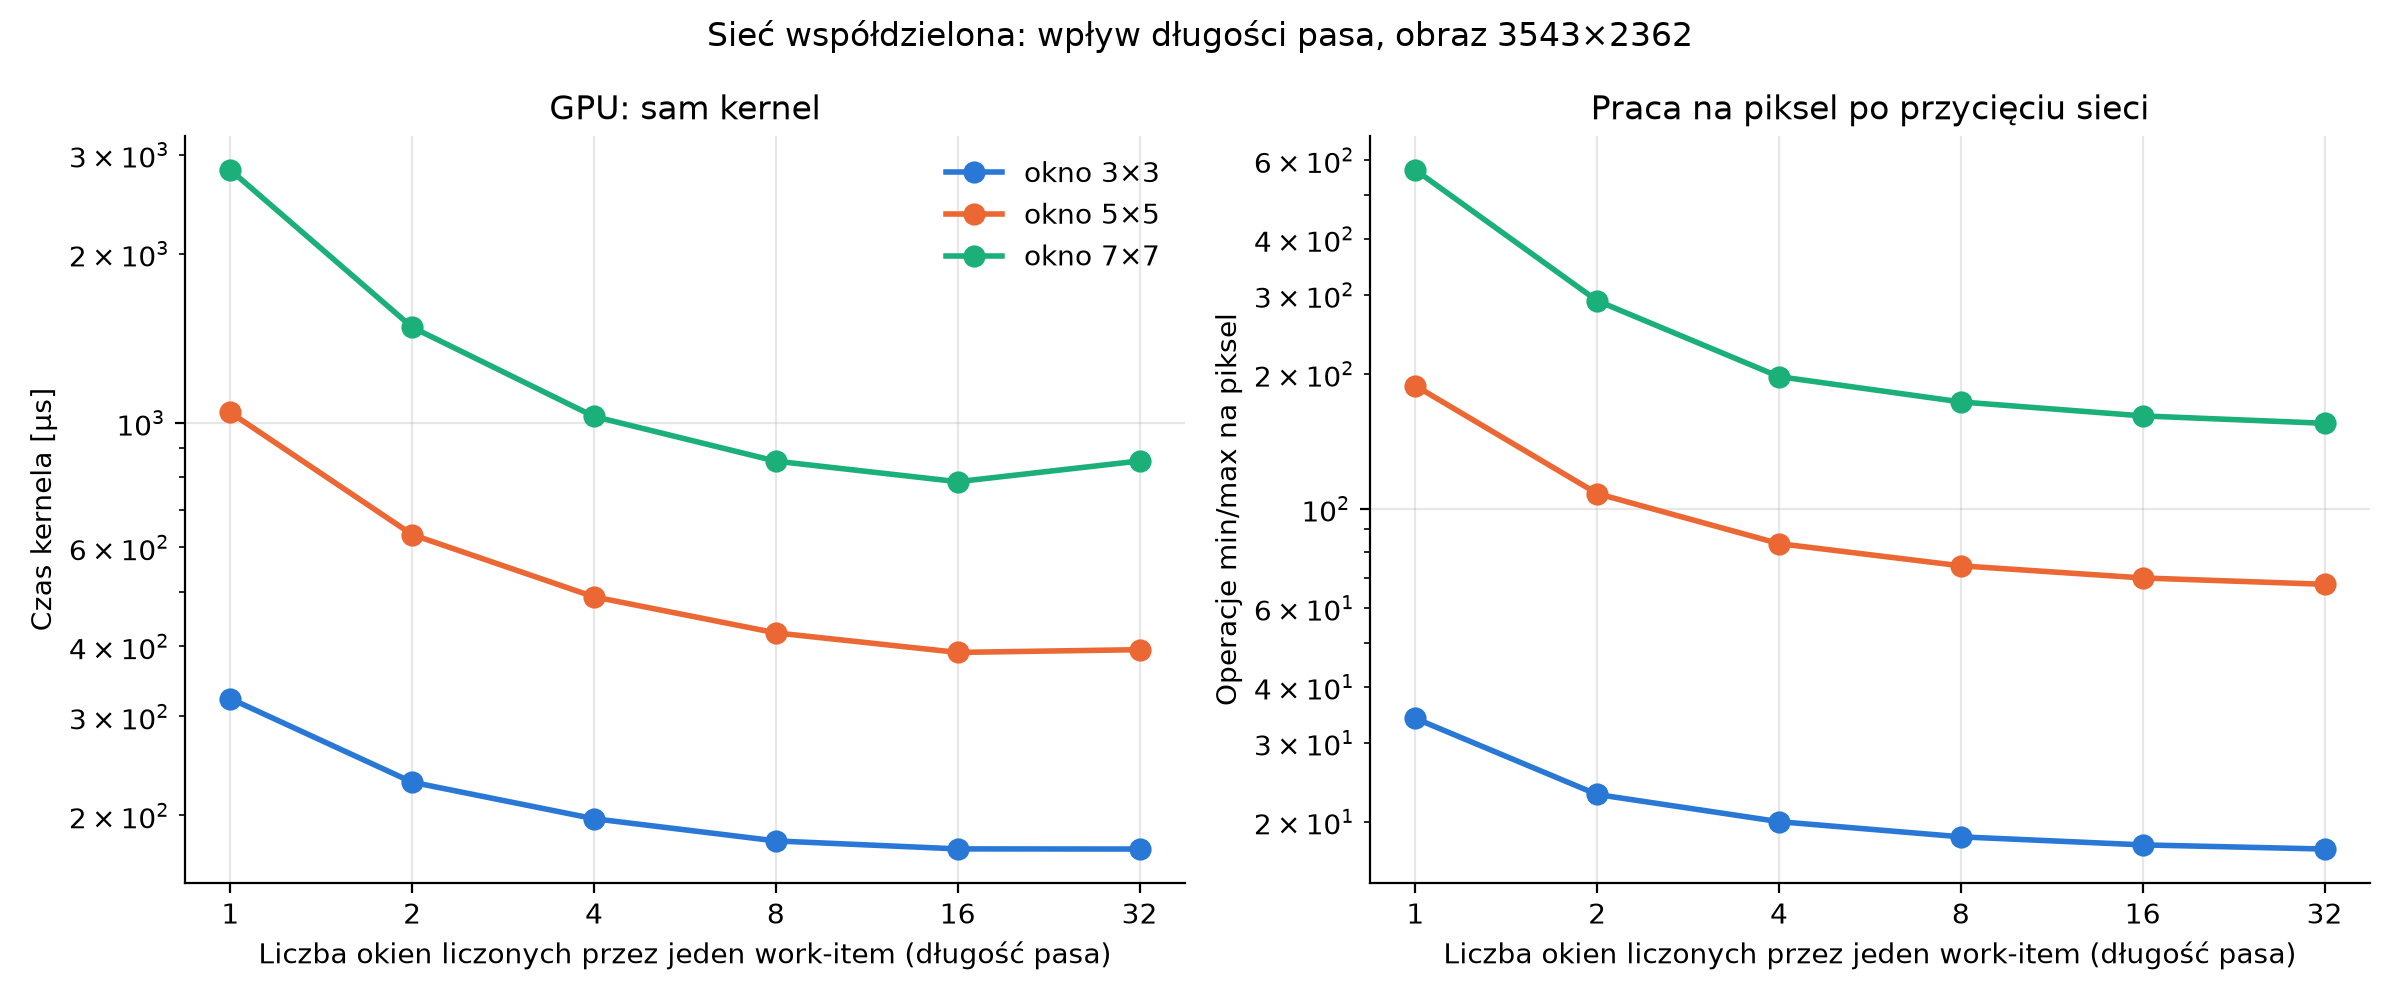 Sieć współdzielona: wpływ długości pasa, obraz 3543×2362
GPU: sam kernel
Czas kernela [µs]
3 × 10³
2 × 10³
10³
6 × 10²
4 × 10²
3 × 10²
2 × 10²
okno 3×3
okno 5×5
okno 7×7
1 2 4 8 16 32
Liczba okien liczonych przez jeden work-item (długość pasa)
Praca na piksel po przycięciu sieci
Operacje min/max na piksel
6 × 10²
4 × 10²
3 × 10²
2 × 10²
10²
6 × 10¹
4 × 10¹
3 × 10¹
2 × 10¹
1 2 4 8 16 32
Liczba okien liczonych przez jeden work-item (długość pasa)